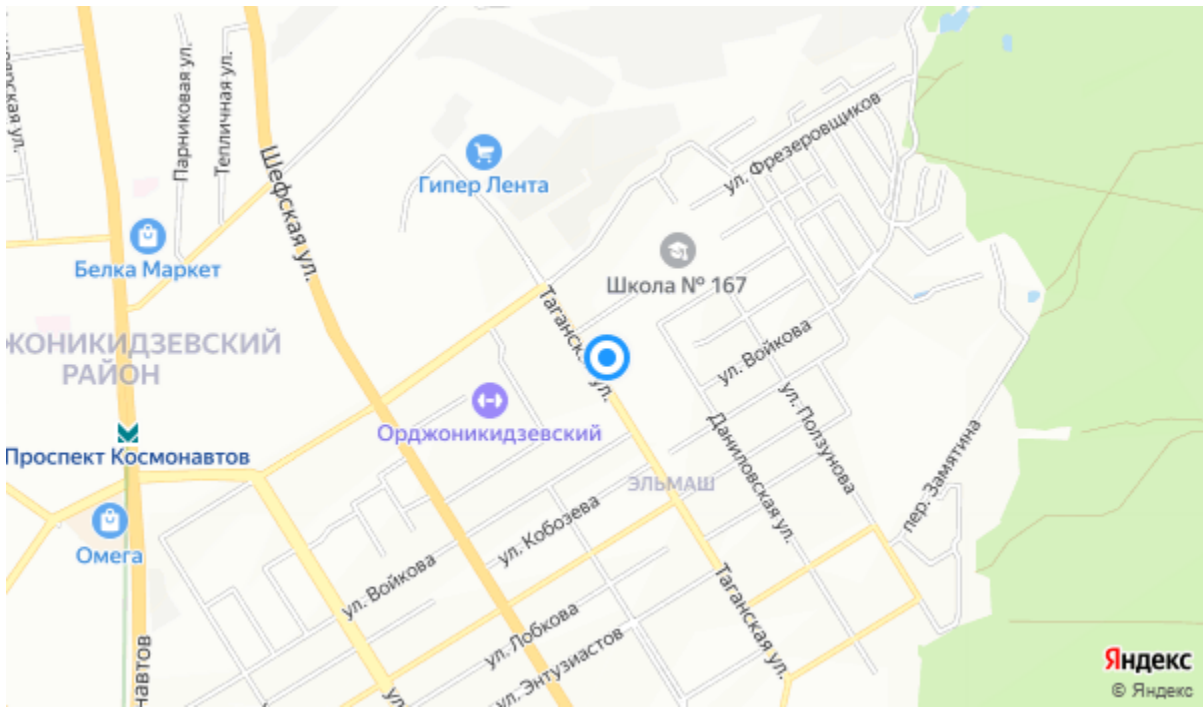 Парниковая ул.
Тепличная ул.
Шефская ул.
Гипер Лента
ул. Фрезеровщиков
Белка Маркет
Школа № 167
Таганская ул.
ул. Войкова
РАЙОН
Орджоникидзевский
ул. Ползунова
Даниловская ул.
пер. Замятина
Проспект Космонавтов
ЭЛЬМАШ
Омега
ул. Кобозева
ул. Войкова
ул. Лобкова
ул. Энтузиастов
Таганская ул.
Яндекс
© Яндекс